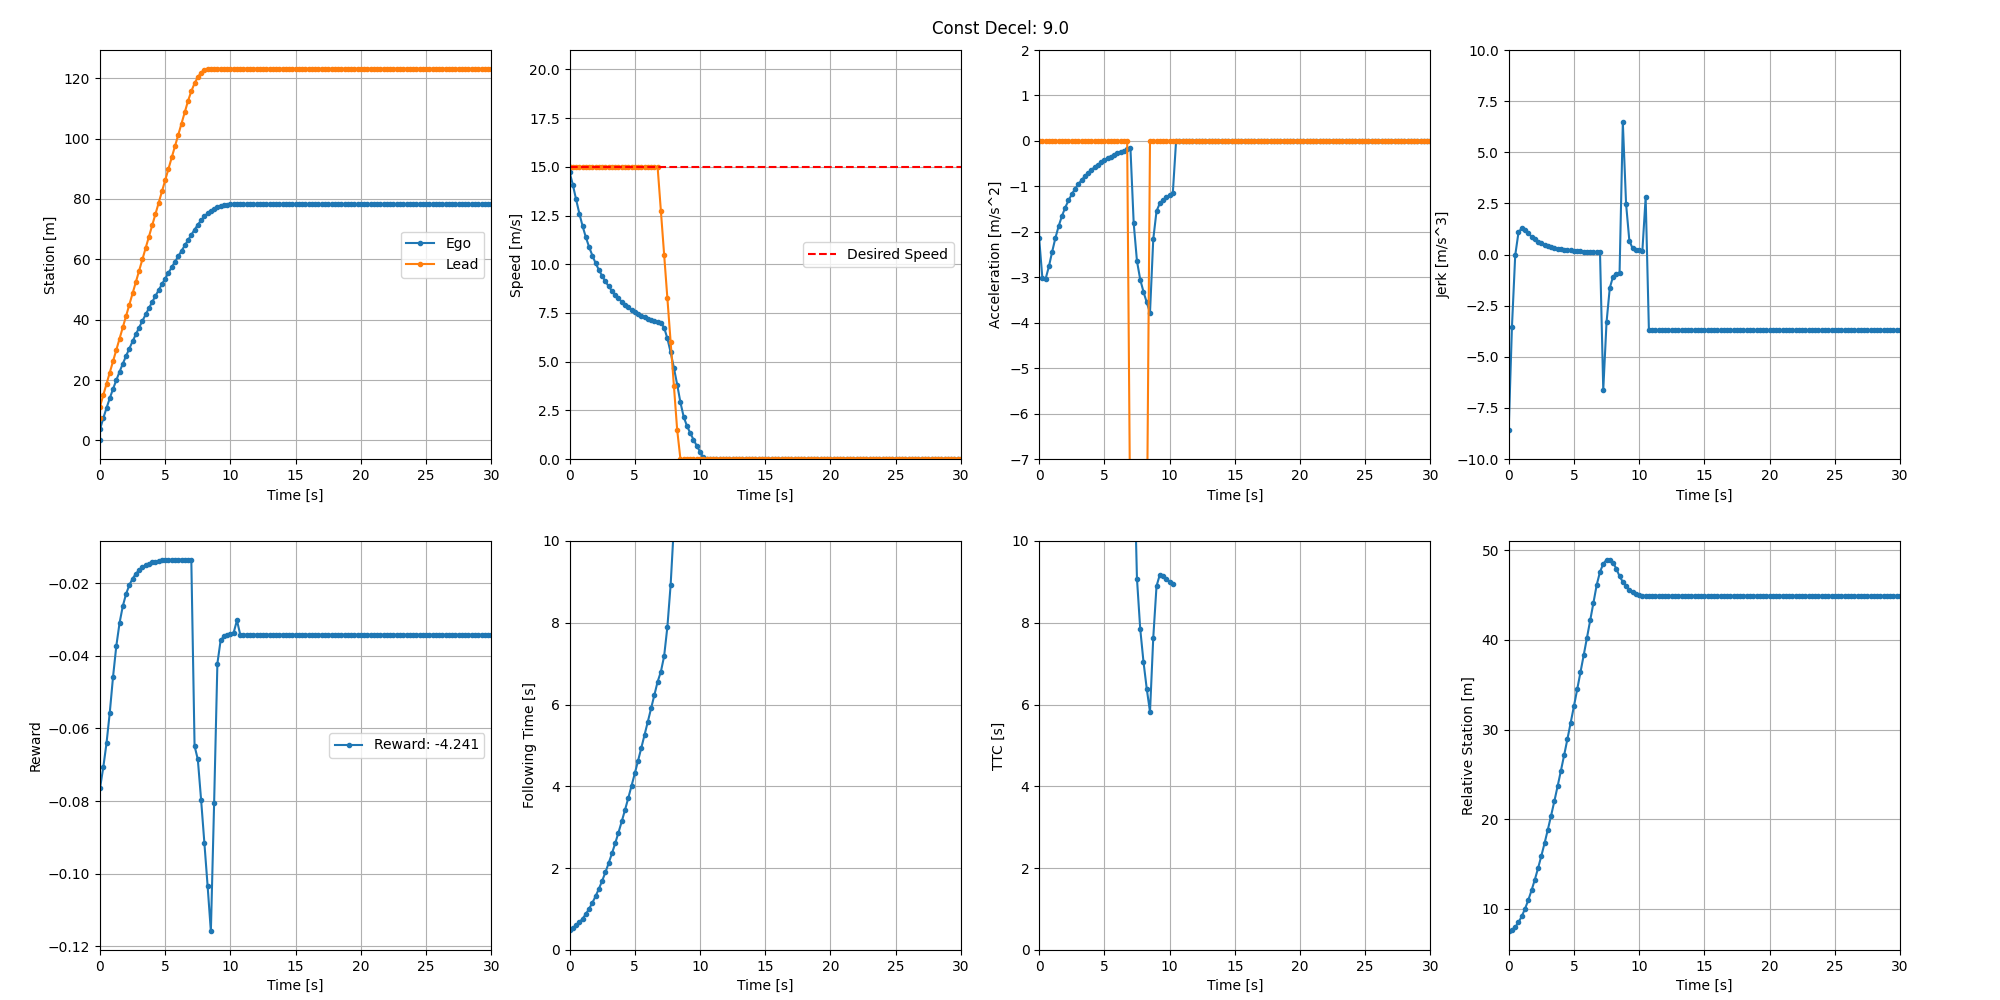 Const Decel: 9.0
Station [m]
120
100
80
60
40
20
0
Ego
Lead
0 5 10 15 20 25 30
Time [s]
Speed [m/s]
20.0
17.5
15.0
12.5
10.0
7.5
5.0
2.5
0.0
Desired Speed
0 5 10 15 20 25 30
Time [s]
Acceleration [m/s^2]
2
1
0
−1
−2
−3
−4
−5
−6
−7
0 5 10 15 20 25 30
Time [s]
Jerk [m/s^3]
10.0
7.5
5.0
2.5
0.0
−2.5
−5.0
−7.5
−10.0
0 5 10 15 20 25 30
Time [s]
Reward
−0.02
−0.04
−0.06
−0.08
−0.10
−0.12
Reward: -4.241
0 5 10 15 20 25 30
Time [s]
Following Time [s]
10
8
6
4
2
0
0 5 10 15 20 25 30
Time [s]
TTC [s]
10
8
6
4
2
0
0 5 10 15 20 25 30
Time [s]
Relative Station [m]
50
40
30
20
10
0 5 10 15 20 25 30
Time [s]